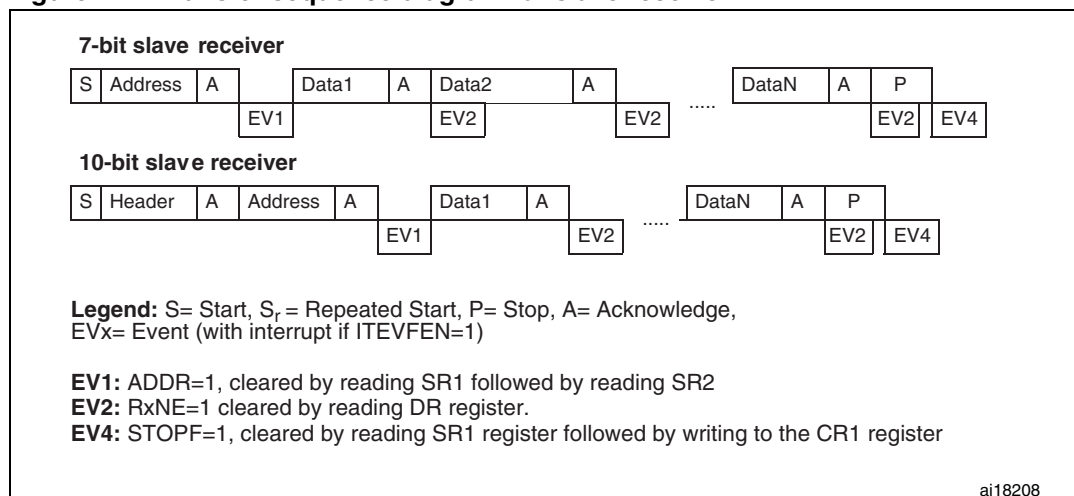 7-bit slave receiver
S Address A Data1 A Data2 A ..... DataN A P
EV1 EV2 EV2 EV2 EV4
10-bit slave receiver
S Header A Address A Data1 A ..... DataN A P
EV1 EV2 EV2 EV4
Legend: S= Start, Sr = Repeated Start, P= Stop, A= Acknowledge,
EVx= Event (with interrupt if ITEVFEN=1)
EV1: ADDR=1, cleared by reading SR1 followed by reading SR2
EV2: RxNE=1 cleared by reading DR register.
EV4: STOPF=1, cleared by reading SR1 register followed by writing to the CR1 register
ai18208